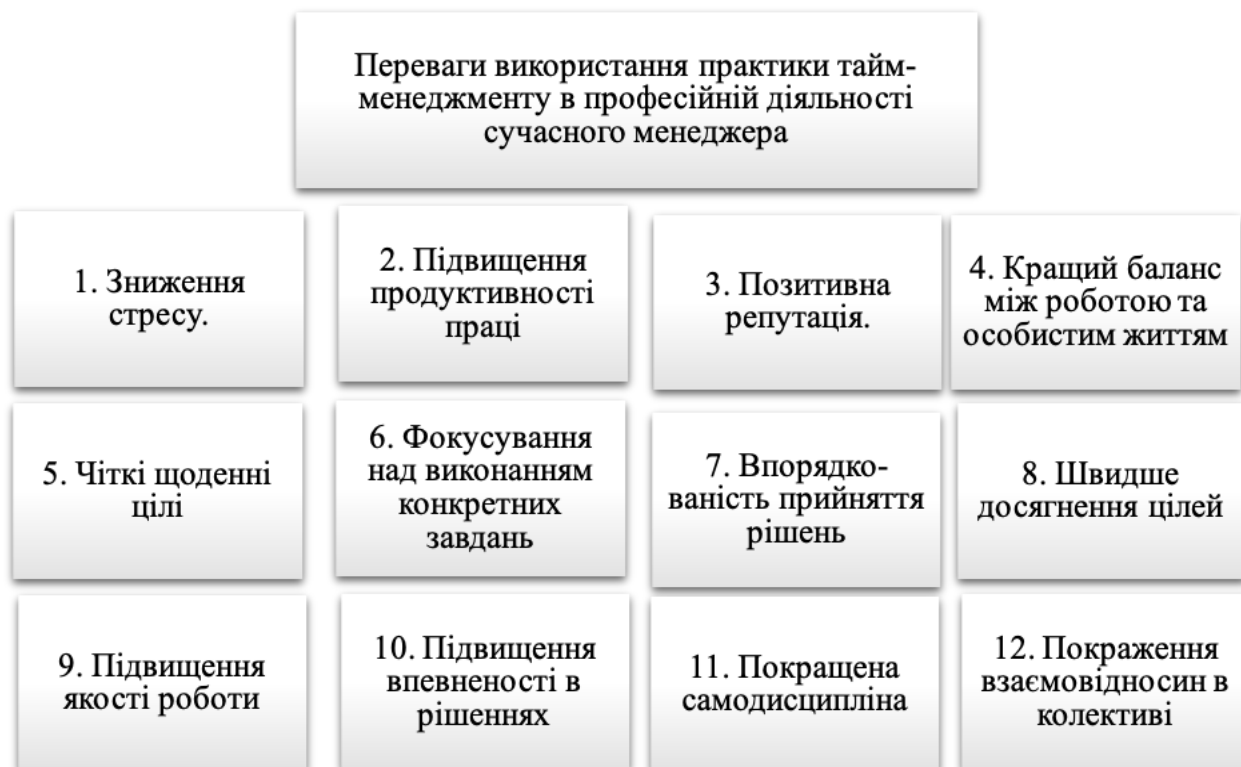 Переваги використання практики тайм-
менеджменту в професійній діяльності
сучасного менеджера
1. Зниження
стресу.
2. Підвищення
продуктивності
праці
3. Позитивна
репутація.
4. Кращий баланс
між роботою та
особистим життям
5. Чіткі щоденні
цілі
6. Фокусування
над виконанням
конкретних
завдань
7. Впорядко-
ваність прийняття
рішень
8. Швидше
досягнення цілей
9. Підвищення
якості роботи
10. Підвищення
впевненості в
рішеннях
11. Покращена
самодисципліна
12. Покраження
взаємовідносин в
колективі